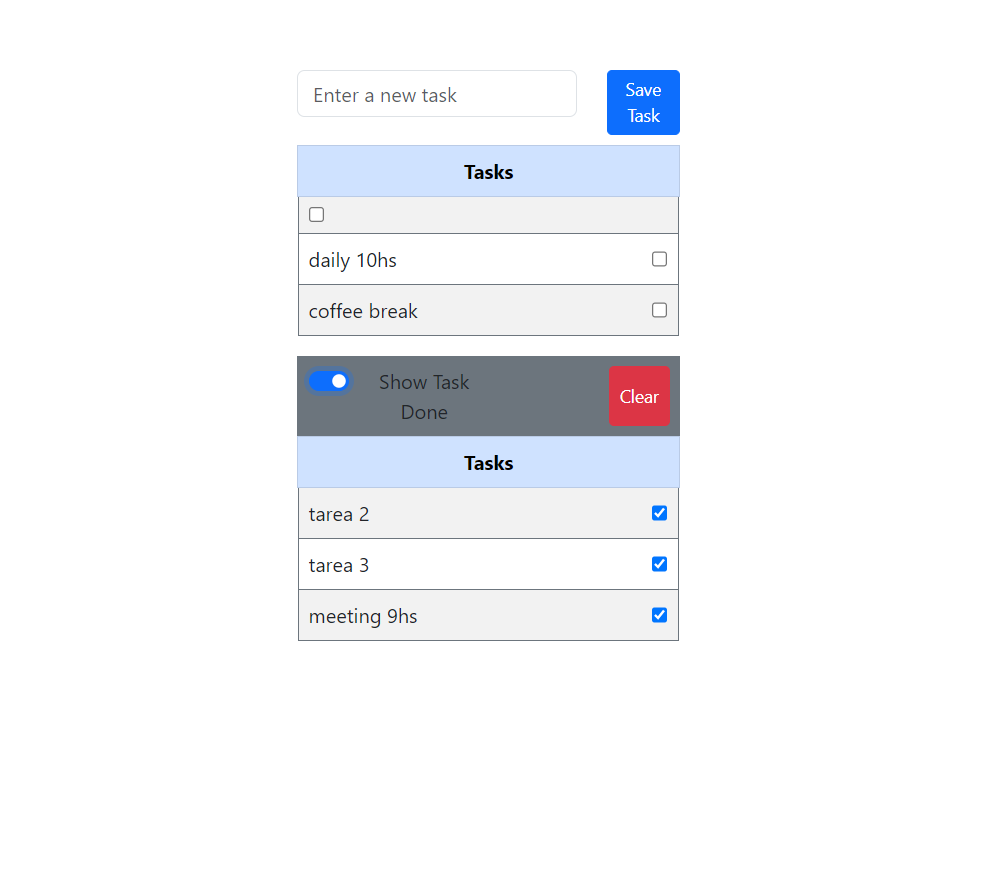 Enter a new task
Save
Task
Tasks
daily 10hs
coffee break
Show Task
Done
Clear
Tasks
tarea 2
tarea 3
meeting 9hs